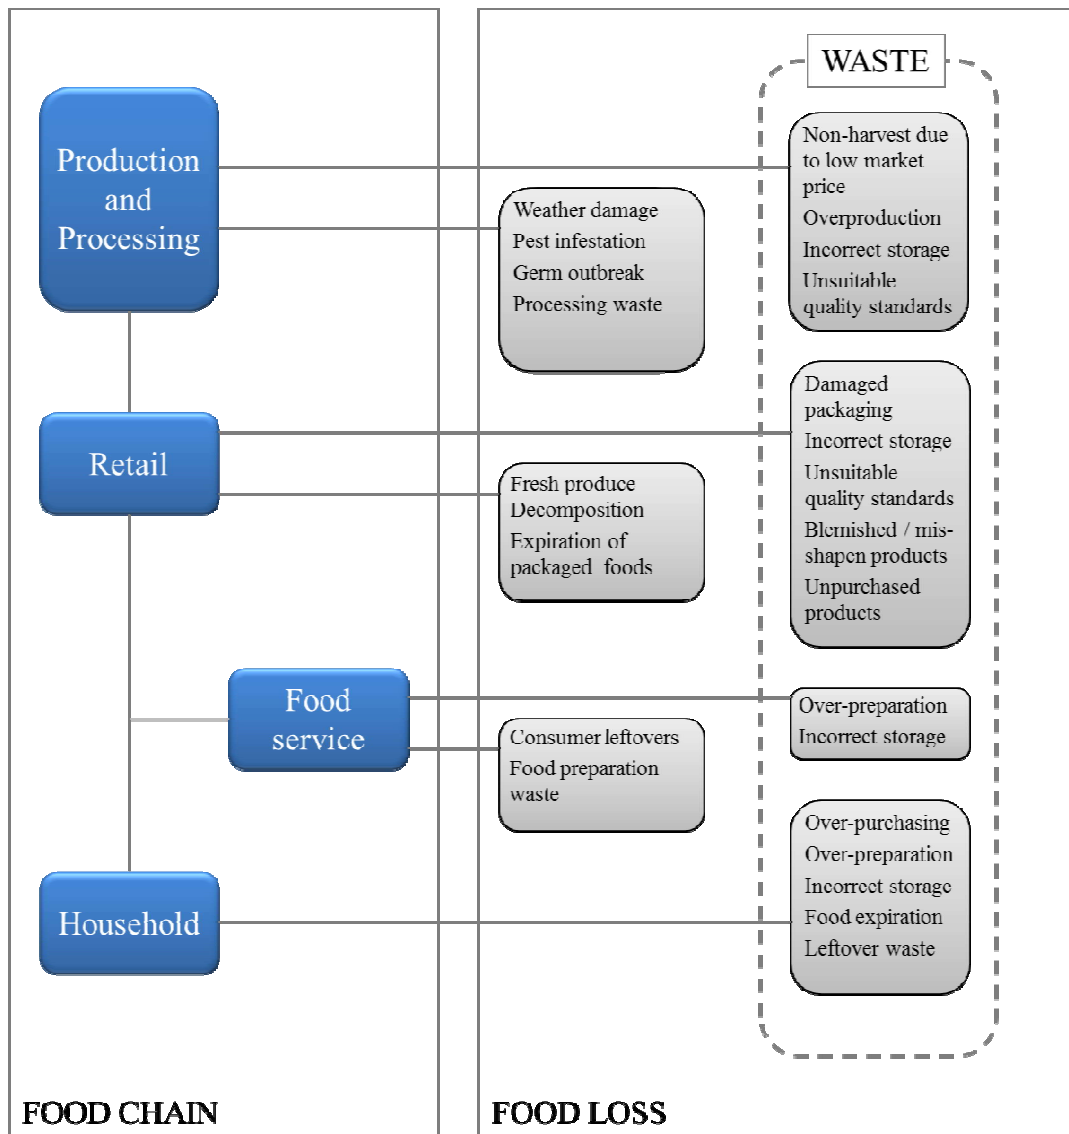 WASTE
Production
and
Processing
Non-harvest due
to low market
price
Overproduction
Incorrect storage
Unsuitable
quality standards
Weather damage
Pest infestation
Germ outbreak
Processing waste
Retail
Damaged
packaging
Incorrect storage
Unsuitable
quality standards
Blemished / mis-
shapen products
Unpurchased
products
Fresh produce
Decomposition
Expiration of
packaged foods
Food
service
Over-preparation
Incorrect storage
Consumer leftovers
Food preparation
waste
Household
Over-purchasing
Over-preparation
Incorrect storage
Food expiration
Leftover waste
FOOD CHAIN
FOOD LOSS